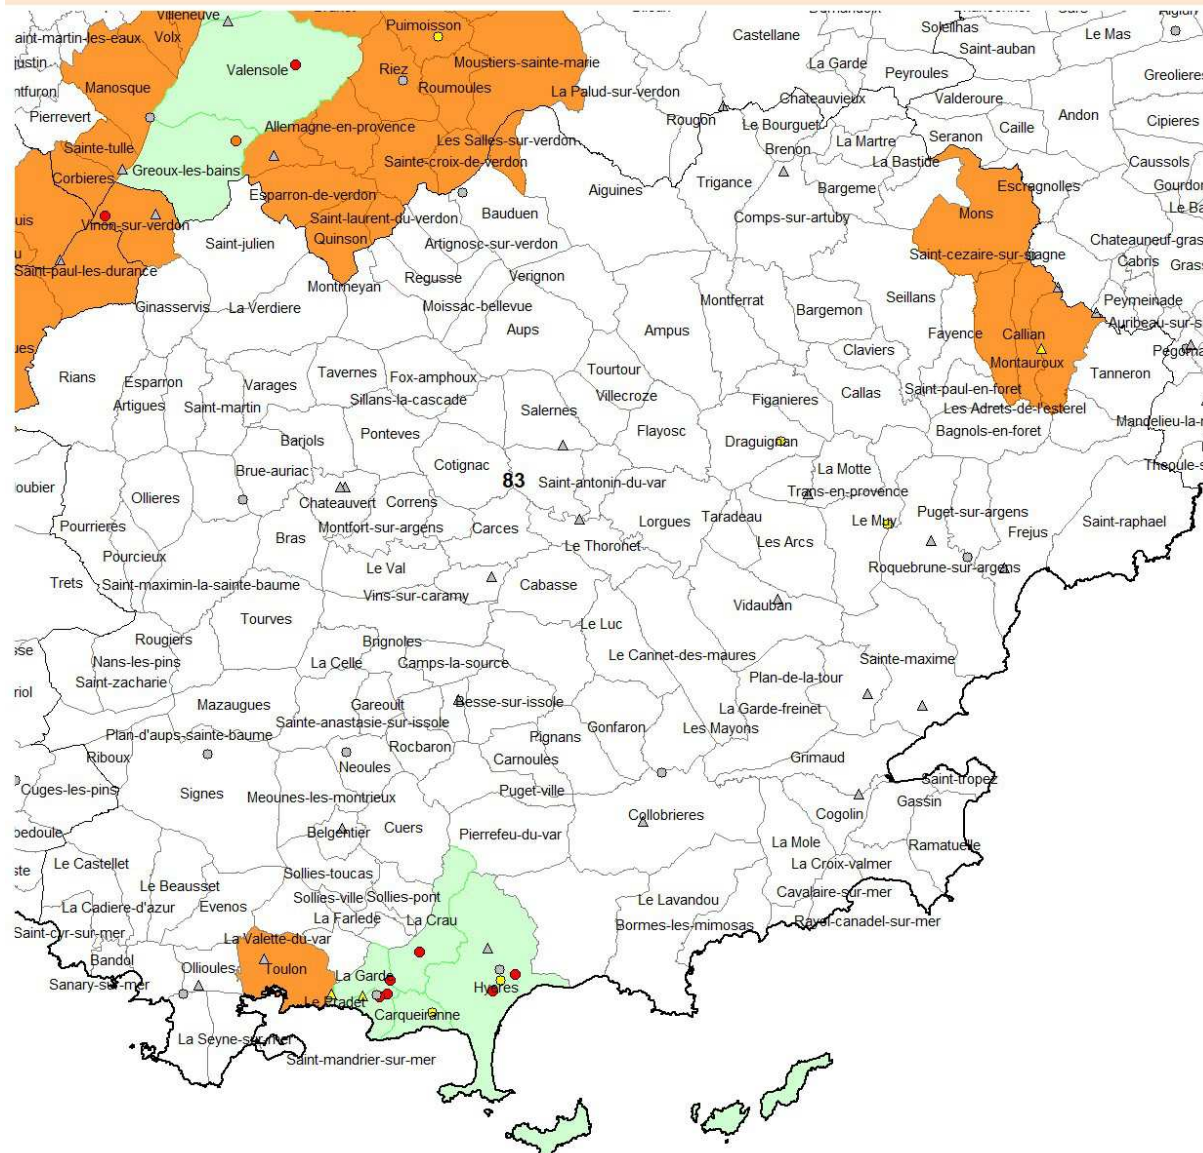 Villeneuve
Volx
Puimoisson
Castellane
Soleilhas
Saint-auban
Le Mas
aint-martin-les-eaux
Valensole
Riez
Moustiers-sainte-marie
La Garde
Peyroules
Greolieres
Manosque
Roumoules
La Palud-sur-verdon
Chateauvieux
Valderoure
Andon
Pierrevert
Allemagne-en-provence
Rougon
Le Bourguet
Cipieres
Sainte-tulle
Les Salles-sur-verdon
Brenon
La Martre
Seranon
Caille
Corbieres
Greoux-les-bains
Sainte-croix-de-verdon
La Bastide
Caussols
Esparron-de-verdon
Aiguines
Trigance
Bargeme
Escragnolles
Gourdo
Vinon-sur-verdon
Saint-laurent-du-verdon
Bauduen
Comps-sur-artuby
Mons
Le Ba
Saint-julien
Quinson
Artignosc-sur-verdon
Chateauneuf-gras
Saint-paul-les-durance
Regusse
Verignon
Saint-cezaire-sur-siagne
Cabris
Grass
Ginasservis
La Verdiere
Montmeyan
Moissac-bellevue
Montferrat
Bargemon
Seillans
Peymeinade
Aups
Ampus
Fayence
Callian
Auribeau-sur-s
Rians
Esparron
Varages
Tavernes
Fox-amphoux
Tourtour
Claviers
Montauroux
Pegoma
Artigues
Saint-martin
Sillans-la-cascade
Villecroze
Figanieres
Callas
Saint-paul-en-foret
Tanneron
Salernes
Les Adrets-de-l'esterel
Barjols
Ponteves
Flayosc
Draguignan
Bagnols-en-foret
Mandelieu-la-n
Brue-auriac
Cotignac
83
Saint-antonin-du-var
La Motte
Theoule-s
oubier
Ollieres
Chateauvert
Correns
Trans-en-provence
Pourrieres
Montfort-sur-argens
Carces
Lorgues
Taradeau
Le Muy
Puget-sur-argens
Saint-raphael
Bras
Le Thoronet
Les Arcs
Frejus
Pourcieux
Le Val
Roquebrune-sur-argens
Trets
Saint-maximin-la-sainte-baume
Vins-sur-caramy
Cabasse
Vidauban
Tourves
Le Luc
Rougiers
Brignoles
Nans-les-pins
La Celle
Camps-la-source
Le Cannet-des-maures
Sainte-maxime
Saint-zacharie
Plan-de-la-tour
Mazaugues
Gareoult
Besse-sur-issole
La Garde-freinet
Plan-d'aups-sainte-baume
Sainte-anastasie-sur-issole
Pignans
Gonfaron
Les Mayons
Riboux
Rocbaron
Carnoules
Grimaud
Cuges-les-pins
Neoules
Saint-tropez
Signes
Meounes-les-montrieux
Puget-ville
Gassin
Belgentier
Cuers
Pierrefeu-du-var
Collobrieres
Cogolin
bedoule
Le Castellet
La Mole
Ramatuelle
Sollies-toucas
La Croix-valmer
Le Beausset
Sollies-ville
Sollies-pont
Le Lavandou
Cavalaire-sur-mer
La Cadiere-d'azur
Evenos
La Farlede
La Crau
Bormes-les-mimosas
Rayol-canadel-sur-mer
Saint-cyr-sur-mer
La Valette-du-var
Bandol
Ollioules
Toulon
La Garde
Sanary-sur-mer
Le Pradet
Hyeres
Carqueiranne
La Seyne-sur-mer
Saint-mandrier-sur-mer